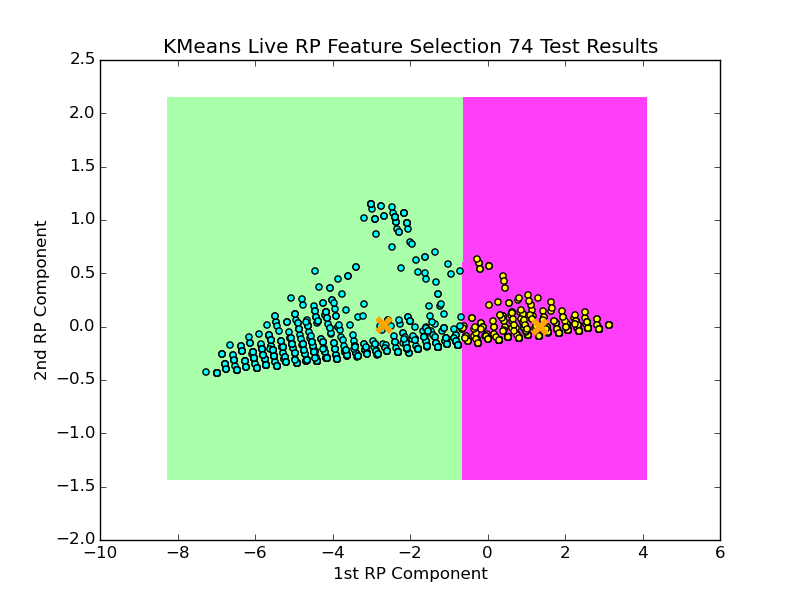 KMeans Live RP Feature Selection 74 Test Results
2.5
2.0
1.5
1.0
0.5
0.0
−0.5
−1.0
−1.5
−2.0
2nd RP Component
−10 −8 −6 −4 −2 0 2 4 6
1st RP Component